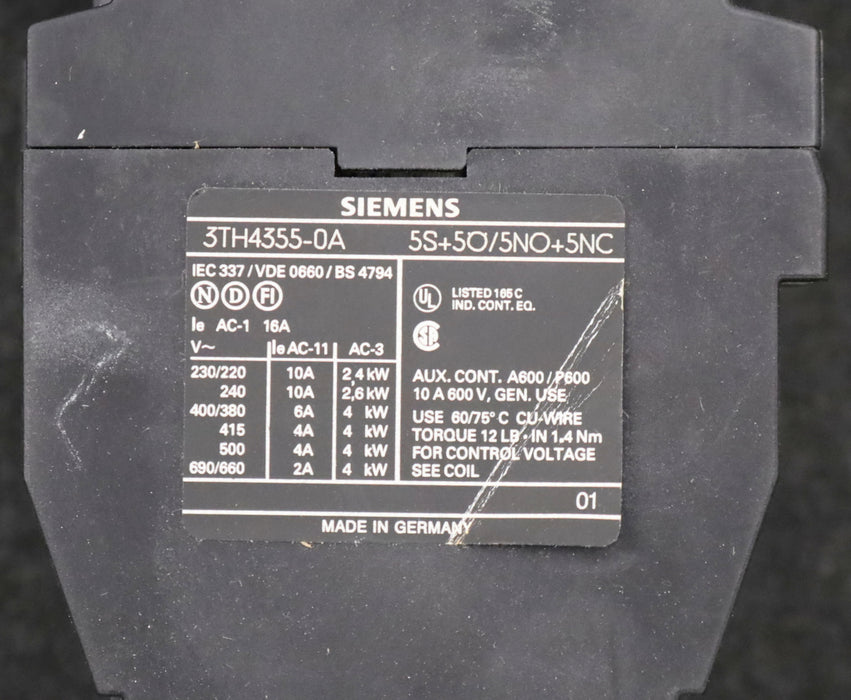 SIEMENS
3TH4355-0A 5S+5Ö/5NO+5NC
IEC 337/VDE 0660/BS 4794
N D FI
Ie AC-1 16A
V~ Ie AC-11 AC-3
230/220 10A 2,4 kW
240 10A 2,6 kW
400/380 6A 4 kW
415 4A 4 kW
500 4A 4 kW
690/660 2A 4 kW
UL LISTED 165 C
IND. CONT. EQ.
AUX. CONT. A600/P600
10 A 600 V, GEN. USE
USE 60/75° C CU-WIRE
TORQUE 12 LB-IN 1.4 Nm
FOR CONTROL VOLTAGE
SEE COIL
01
MADE IN GERMANY